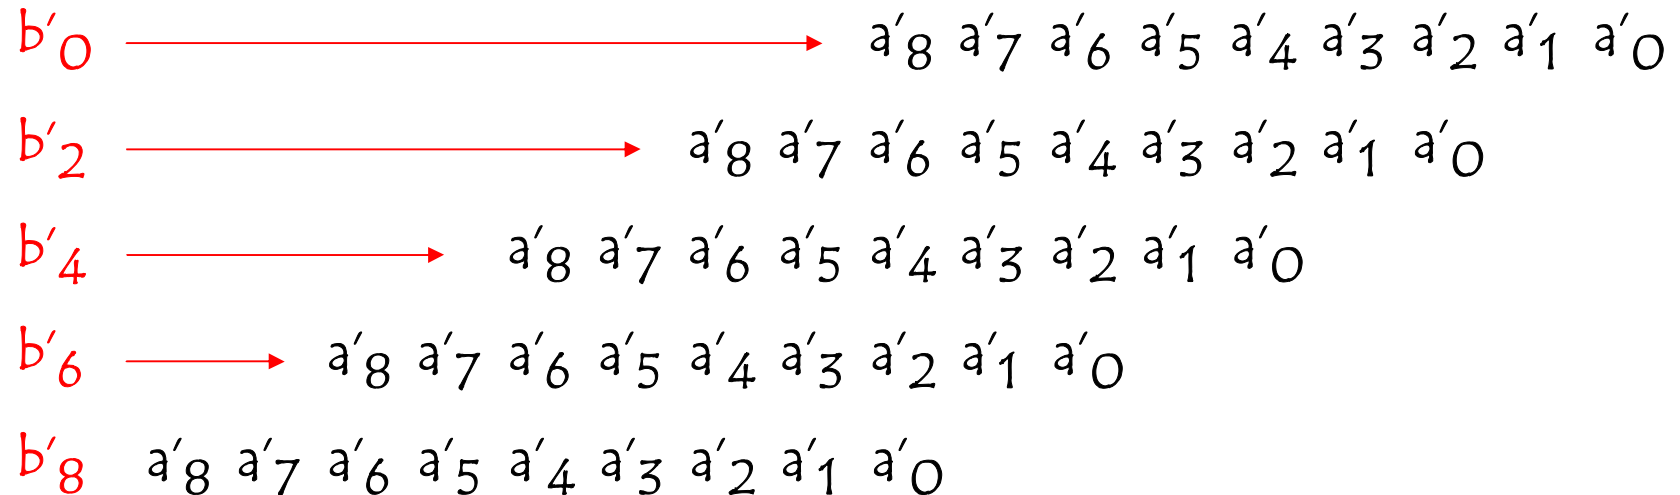 b′0 a′8 a′7 a′6 a′5 a′4 a′3 a′2 a′1 a′0
b′2 a′8 a′7 a′6 a′5 a′4 a′3 a′2 a′1 a′0
b′4 a′8 a′7 a′6 a′5 a′4 a′3 a′2 a′1 a′0
b′6 a′8 a′7 a′6 a′5 a′4 a′3 a′2 a′1 a′0
b′8 a′8 a′7 a′6 a′5 a′4 a′3 a′2 a′1 a′0